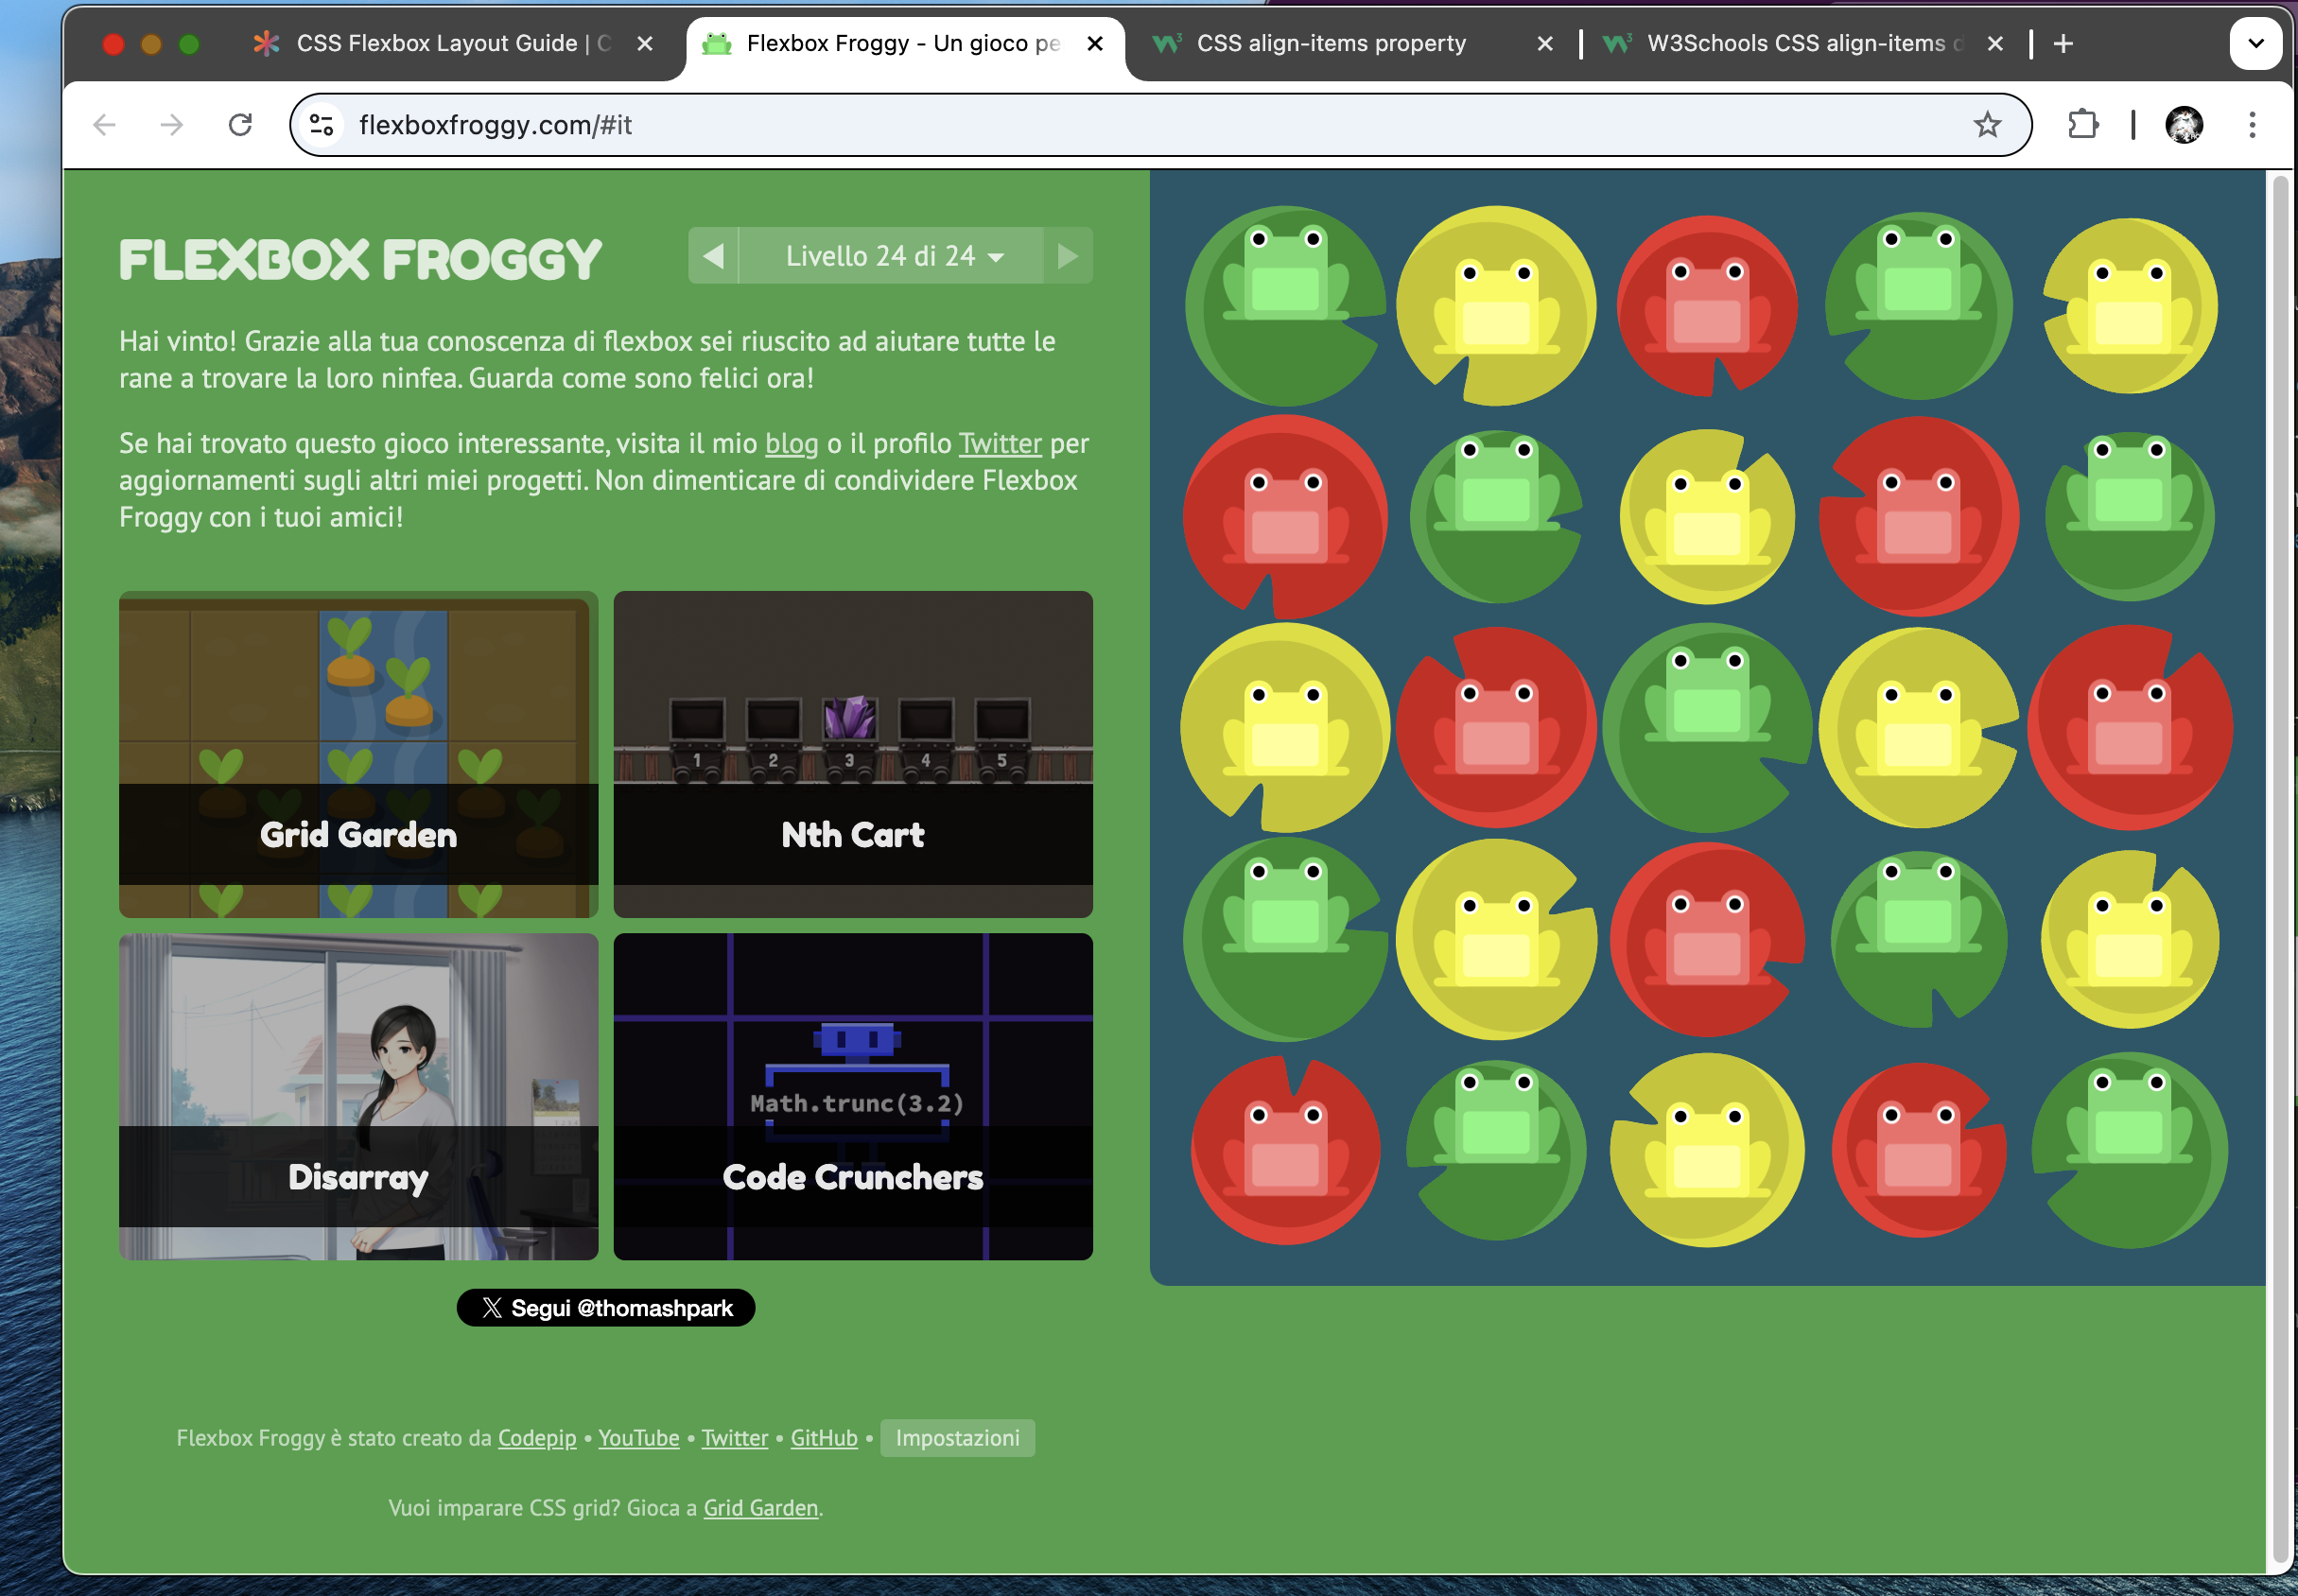 CSS Flexbox Layout Guide | C
Flexbox Froggy - Un gioco pe
CSS align-items property
W3Schools CSS align-items d
flexboxfroggy.com/#it
FLEXBOX FROGGY
Livello 24 di 24
Hai vinto! Grazie alla tua conoscenza di flexbox sei riuscito ad aiutare tutte le
rane a trovare la loro ninfea. Guarda come sono felici ora!
Se hai trovato questo gioco interessante, visita il mio blog o il profilo Twitter per
aggiornamenti sugli altri miei progetti. Non dimenticare di condividere Flexbox
Froggy con i tuoi amici!
Grid Garden
1 2 3 4 5
Nth Cart
Disarray
Math.trunc(3.2)
Code Crunchers
X Segui @thomashpark
Flexbox Froggy è stato creato da Codepip • YouTube • Twitter • GitHub • Impostazioni
Vuoi imparare CSS grid? Gioca a Grid Garden.